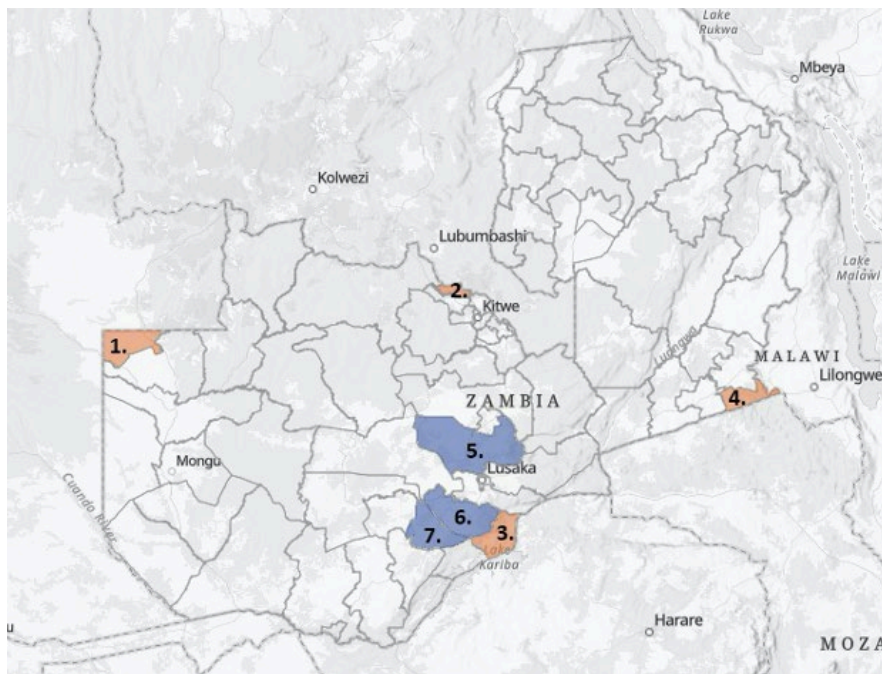 Lake
Rukwa
Mbeya
Kolwezi
Lubumbashi
Lake
Malawi
2.
Kitwe
1.
Luangwa
MALAWI
Lilongwe
4.
ZAMBIA
5.
Mongu
Lusaka
Cuando River
6.
3.
7.
Lake
Kariba
Harare
u
MOZA